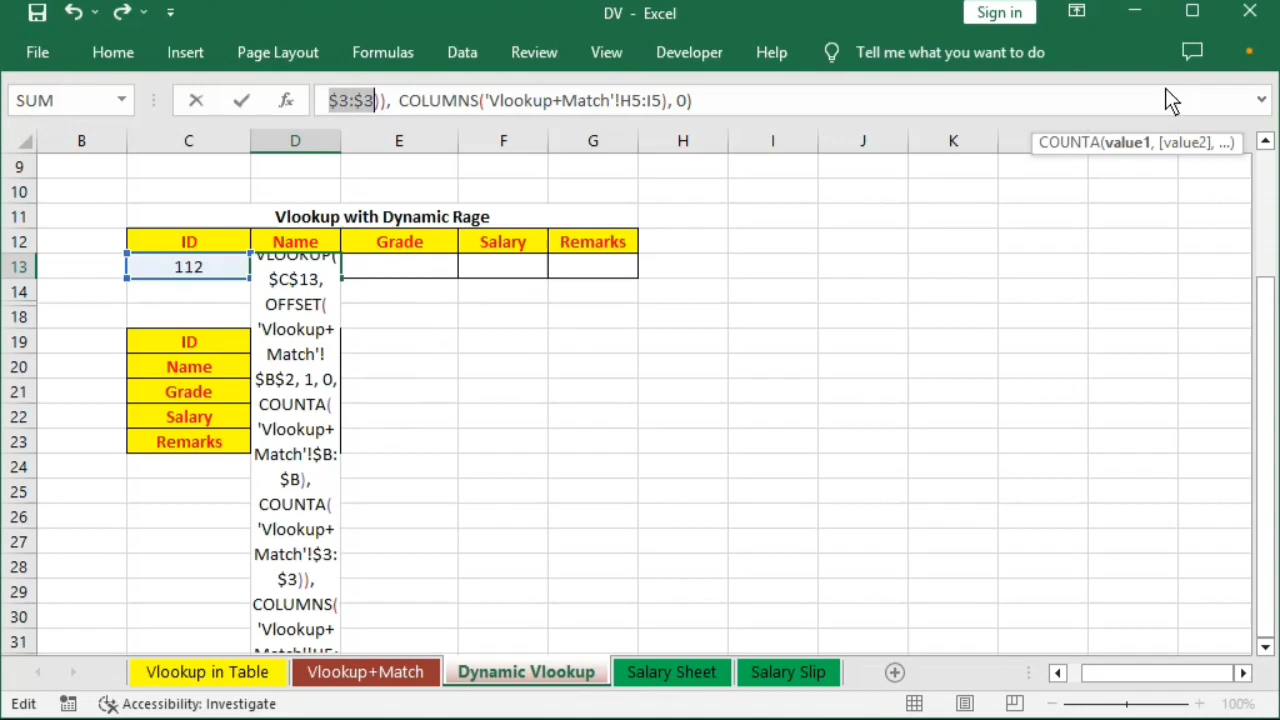 DV - Excel
Sign in
File Home Insert Page Layout Formulas Data Review View Developer Help Tell me what you want to do
SUM fx $3:$3)), COLUMNS('Vlookup+Match'!H5:I5), 0)
COUNTA(value1, [value2], ...)
B C D E F G H I J K
9
10
11 Vlookup with Dynamic Rage
12 ID Name Grade Salary Remarks
13 112 VLOOKUP(
$C$13,
14
OFFSET(
18
'Vlookup+
19 ID
Match'!
20 Name
$B$2, 1, 0,
21 Grade
COUNTA(
22 Salary
'Vlookup+
23 Remarks
Match'!$B:
24
$B),
25
COUNTA(
26
'Vlookup+
27
Match'!$3:
28
$3)),
29
COLUMNS(
30
'Vlookup+
31
Vlookup in Table Vlookup+Match Dynamic Vlookup Salary Sheet Salary Slip
Edit Accessibility: Investigate 100%